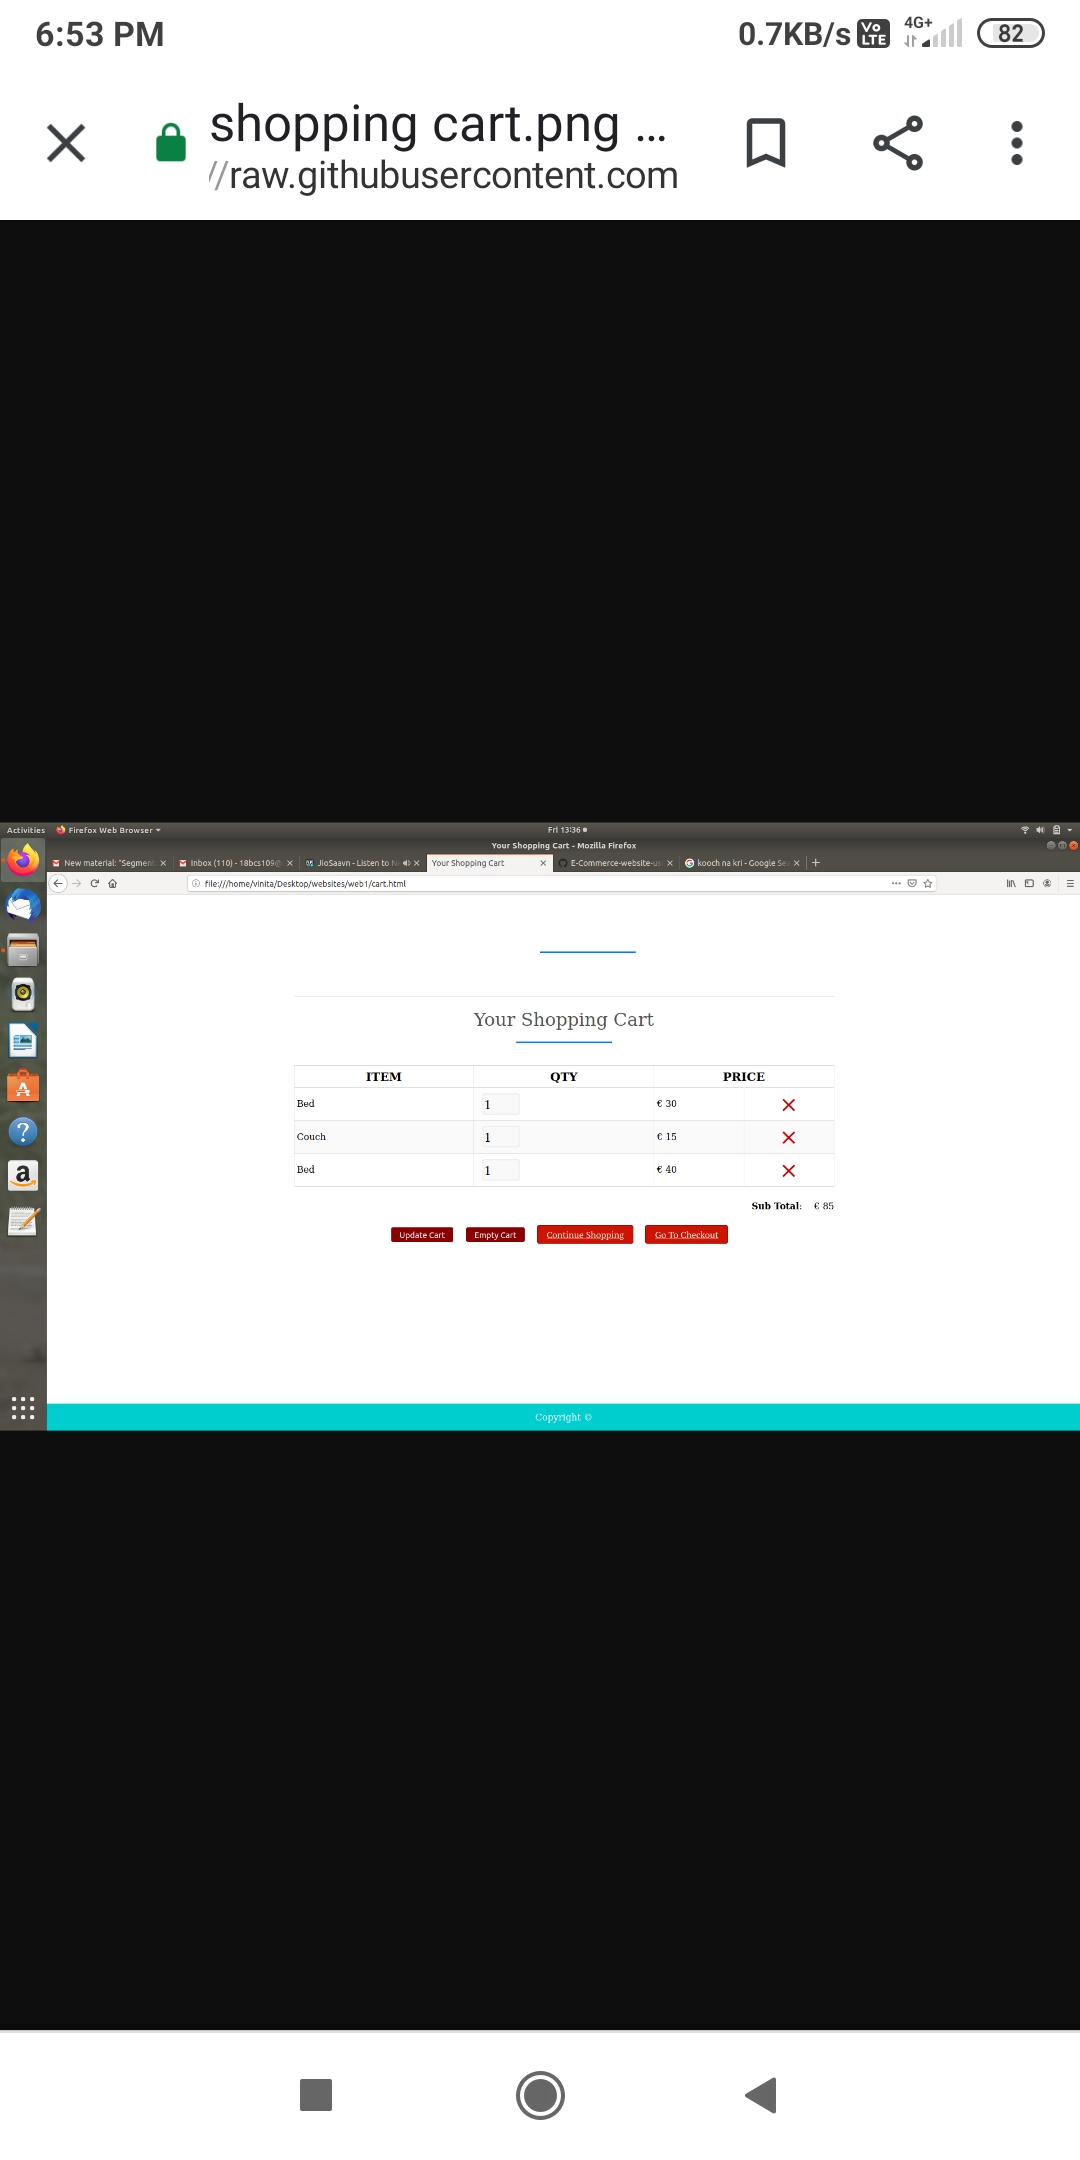 6:53 PM 0.7KB/s Vo LTE 4G+ 82
shopping cart.png ...
//raw.githubusercontent.com
Activities Firefox Web Browser Fri 13:36
Your Shopping Cart - Mozilla Firefox
New material: "Segment Inbox (110) - 18bcs109@ JioSaavn - Listen to N Your Shopping Cart E-Commerce-website-us kooch na kri - Google Se
file:///home/vinita/Desktop/websites/web1/cart.html
Your Shopping Cart
ITEM QTY PRICE
Bed 1 € 30
Couch 1 € 15
Bed 1 € 40
Sub Total: € 85
Update Cart Empty Cart Continue Shopping Go To Checkout
Copyright ©